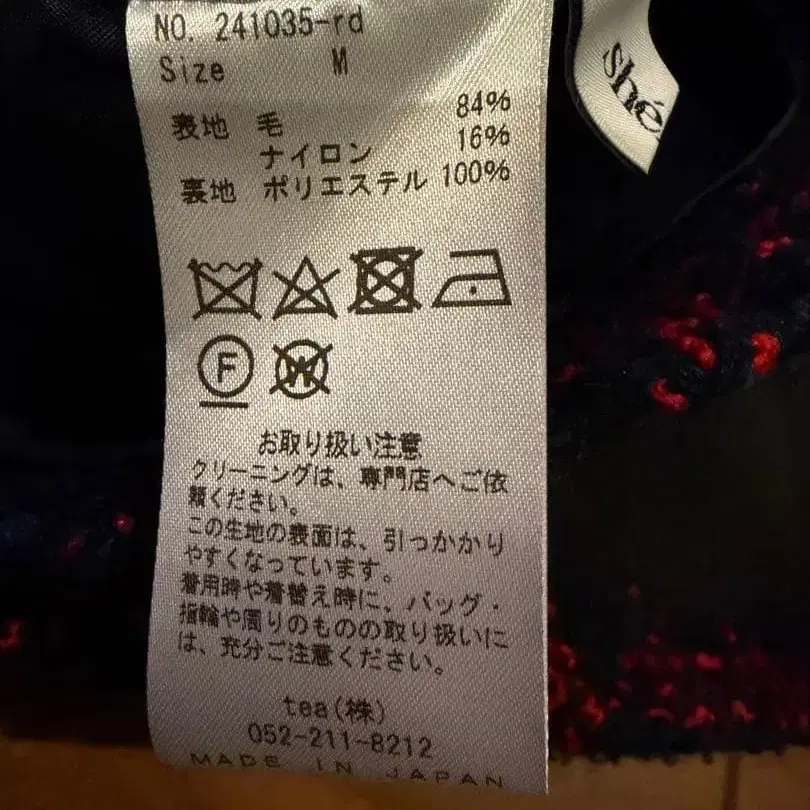 NO. 241035-rd
Size M
表地 毛 84%
ナイロン 16%
裏地 ポリエステル 100%
F
W
お取り扱い注意
クリーニングは、専門店へご依
頼ください。
この生地の表面は、引っかかり
やすくなっています。
着用時や着替え時に、バッグ・
指輪や周りのものの取り扱いに
は、充分ご注意ください。
tea(株)
052-211-8212
MADE IN JAPAN
Shé